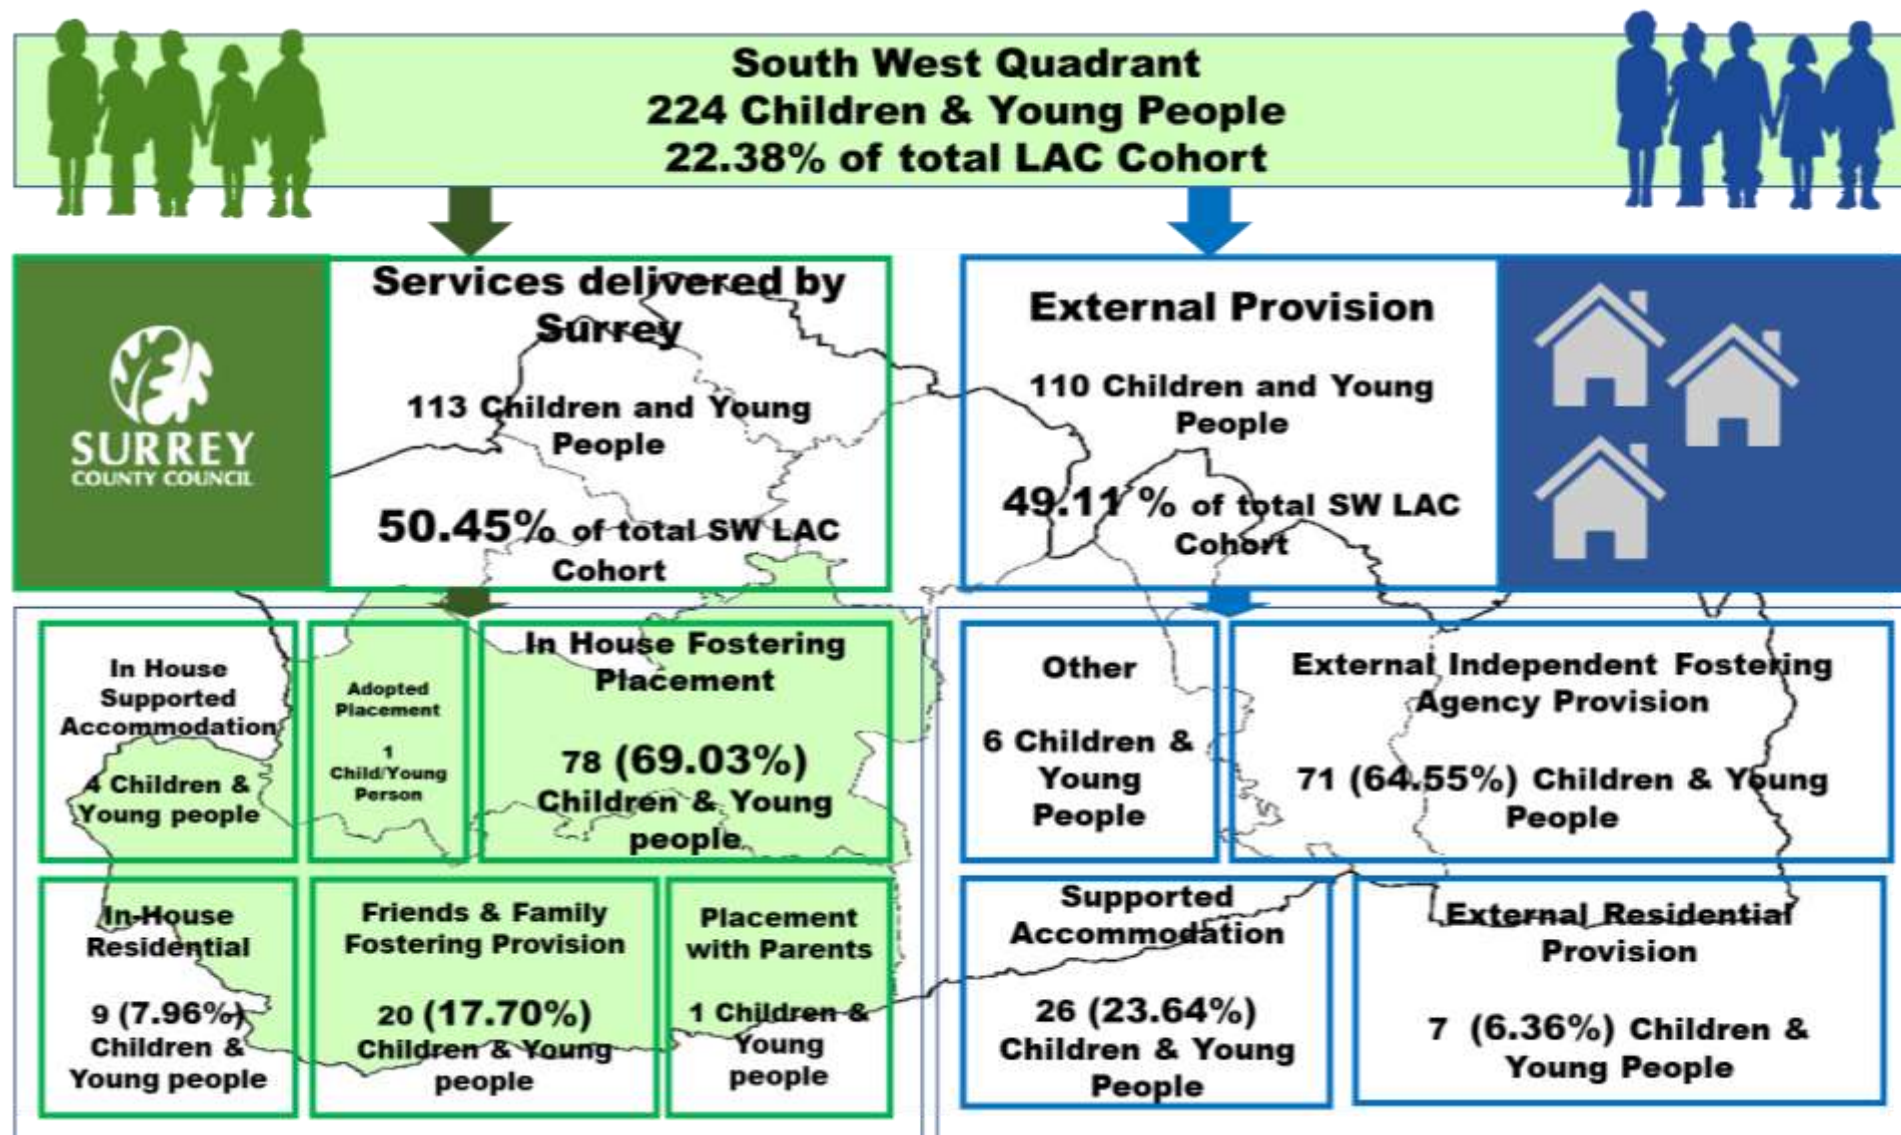 South West Quadrant
224 Children & Young People
22.38% of total LAC Cohort
SURREY
COUNTY COUNCIL
Services delivered by
Surrey
113 Children and Young
People
50.45% of total SW LAC
Cohort
External Provision
110 Children and Young
People
49.11 % of total SW LAC
Cohort
In House
Supported
Accommodation
4 Children &
Young people
Adopted
Placement
1
Child/Young
Person
In House Fostering
Placement
78 (69.03%)
Children & Young
people
In-House
Residential
9 (7.96%)
Children &
Young people
Friends & Family
Fostering Provision
20 (17.70%)
Children & Young
people
Placement
with Parents
1 Children &
Young
people
Other
6 Children &
Young
People
External Independent Fostering
Agency Provision
71 (64.55%) Children & Young
People
Supported
Accommodation
26 (23.64%)
Children & Young
People
External Residential
Provision
7 (6.36%) Children &
Young People